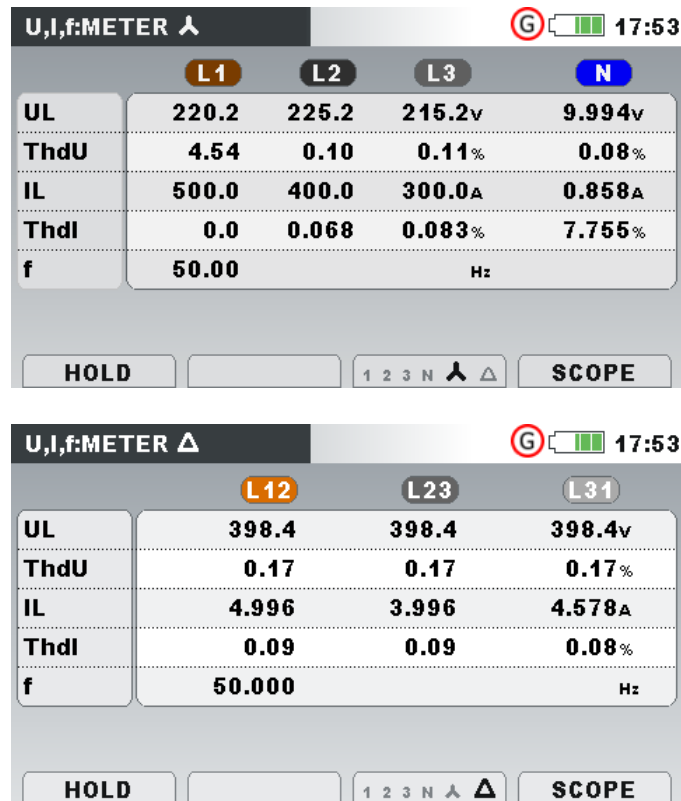 U,I,f:METER G 17:53
L1 L2 L3 N
UL 220.2 225.2 215.2V 9.994V
ThdU 4.54 0.10 0.11% 0.08%
IL 500.0 400.0 300.0A 0.858A
ThdI 0.0 0.068 0.083% 7.755%
f 50.00 Hz
HOLD 1 2 3 N 人 Δ SCOPE
U,I,f:METER Δ G 17:53
L12 L23 L31
UL 398.4 398.4 398.4V
ThdU 0.17 0.17 0.17%
IL 4.996 3.996 4.578A
ThdI 0.09 0.09 0.08%
f 50.000 Hz
HOLD 1 2 3 N 人 Δ SCOPE